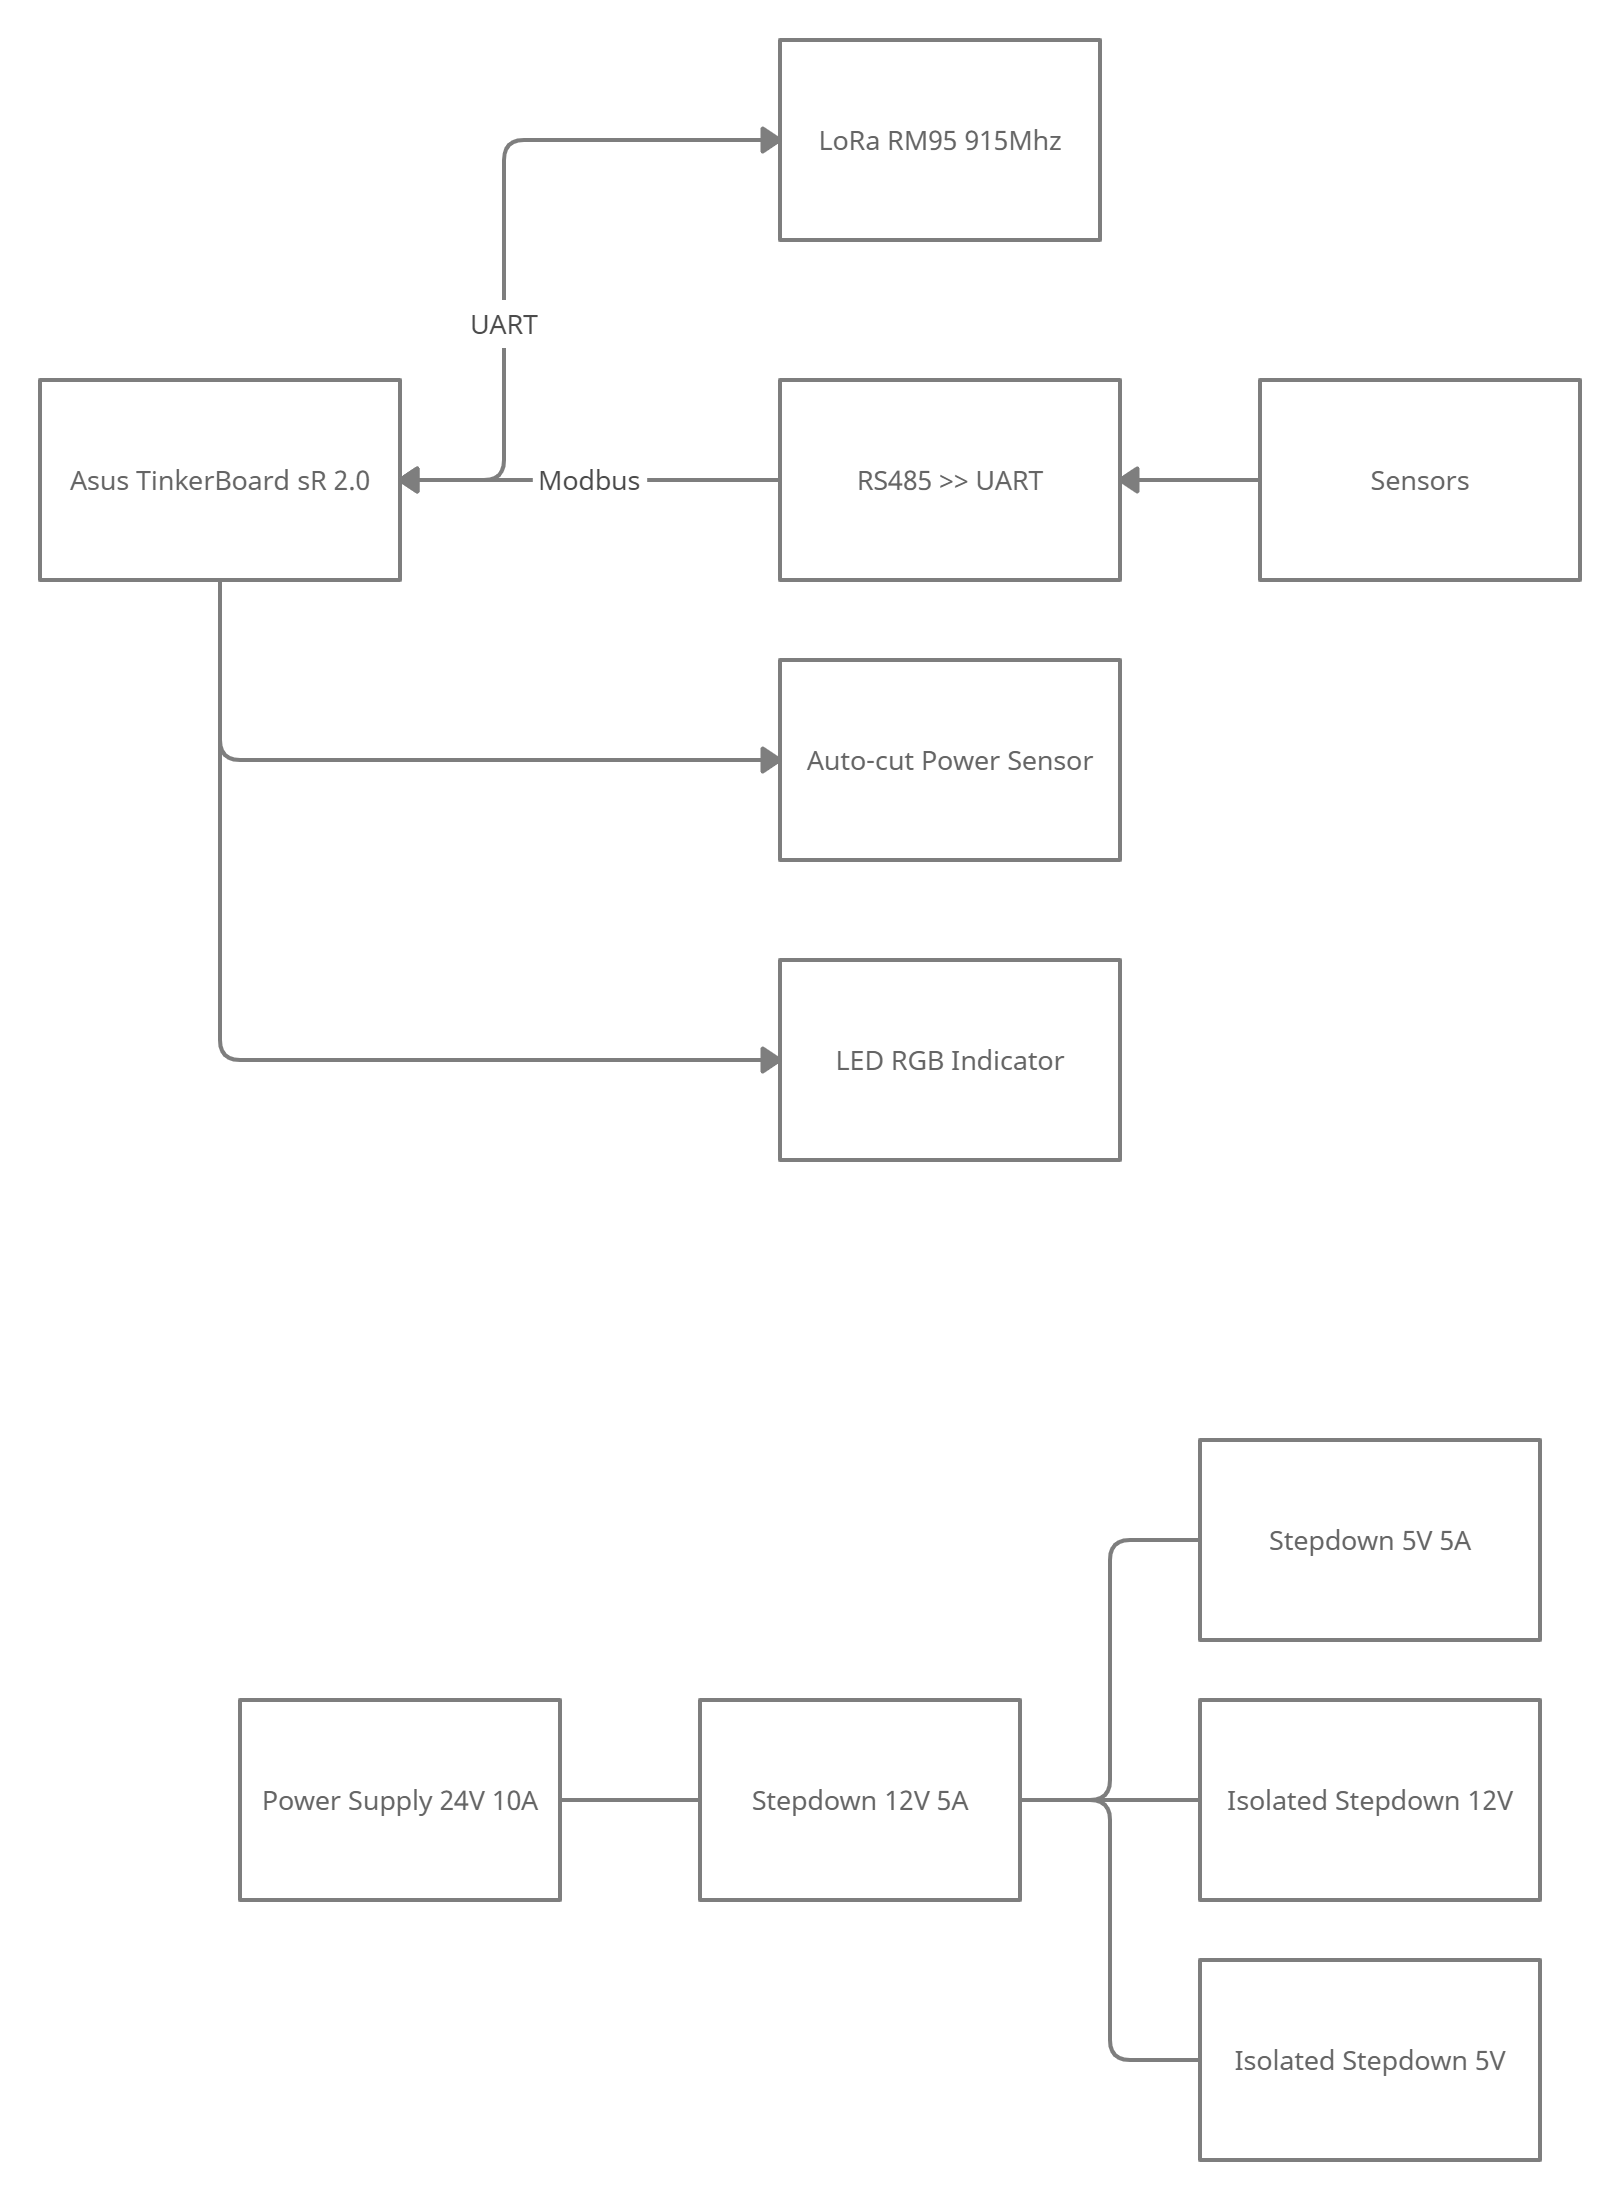 LoRa RM95 915Mhz
UART
Asus TinkerBoard sR 2.0
Modbus
RS485 >> UART
Sensors
Auto-cut Power Sensor
LED RGB Indicator
Stepdown 5V 5A
Power Supply 24V 10A
Stepdown 12V 5A
Isolated Stepdown 12V
Isolated Stepdown 5V